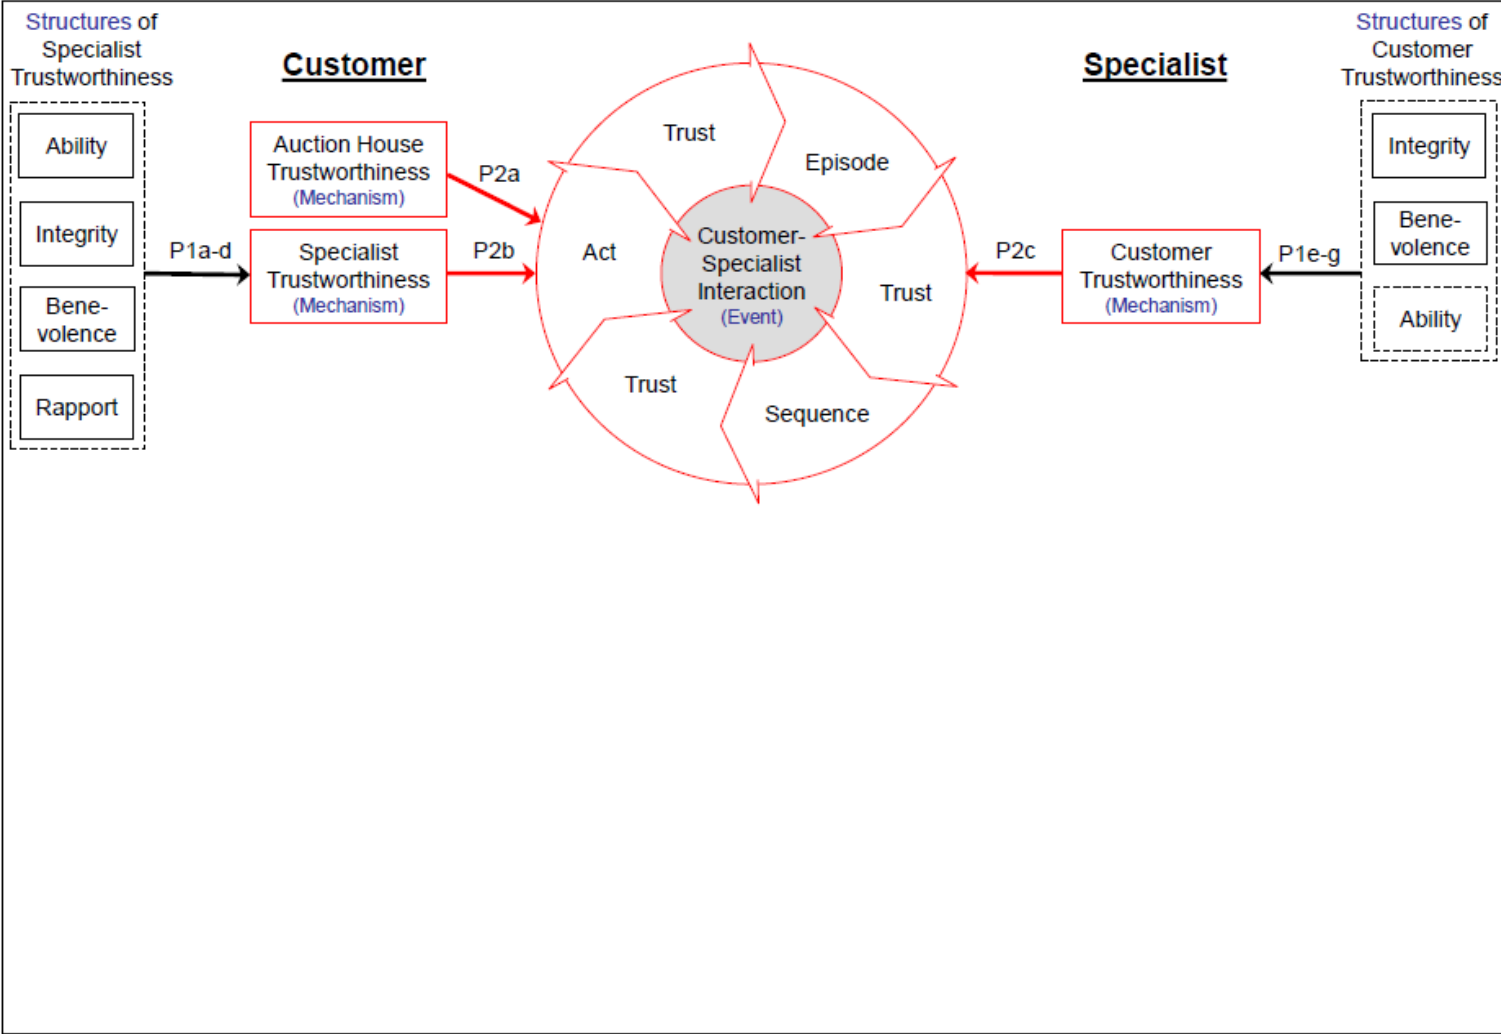 Structures of
Specialist
Trustworthiness
Ability
Integrity
Bene-
volence
Rapport
P1a-d
Customer
Auction House
Trustworthiness
(Mechanism)
Specialist
Trustworthiness
(Mechanism)
P2a
P2b
Trust
Episode
Act
Trust
Trust
Sequence
Customer-
Specialist
Interaction
(Event)
Specialist
P2c
Customer
Trustworthiness
(Mechanism)
P1e-g
Structures of
Customer
Trustworthiness
Integrity
Bene-
volence
Ability